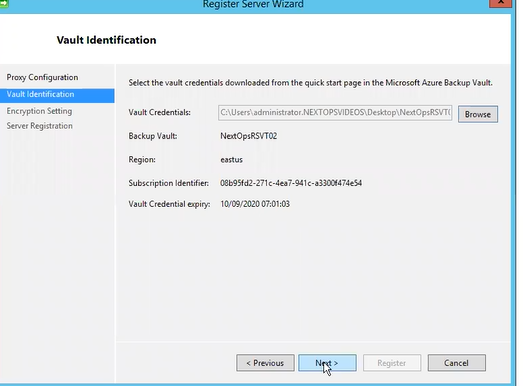 Register Server Wizard
Vault Identification
Proxy Configuration
Vault Identification
Encryption Setting
Server Registration
Select the vault credentials downloaded from the quick start page in the Microsoft Azure Backup Vault.
Vault Credentials: C:\Users\administrator.NEXTOPSVIDEOS\Desktop\NextOpsRSVT( Browse
Backup Vault: NextOpsRSVT02
Region: eastus
Subscription Identifier: 08b95fd2-271c-4ea7-941c-a3300f474e54
Vault Credential expiry: 10/09/2020 07:01:03
< Previous Next > Register Cancel